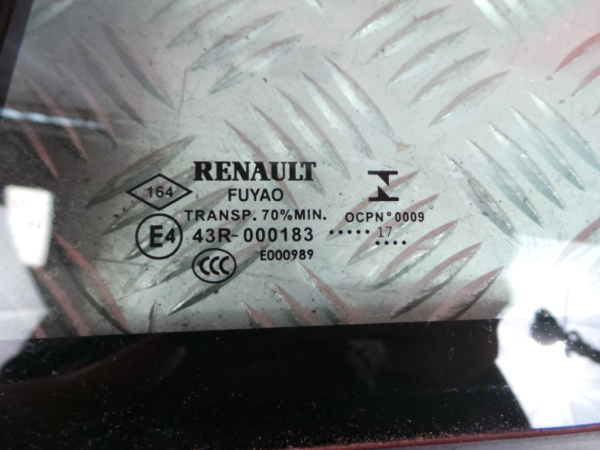 RENAULT
164 FUYAO
TRANSP. 70%MIN. OCPN°0009
E4 43R-000183 ..... 17 ....
CCC E000989